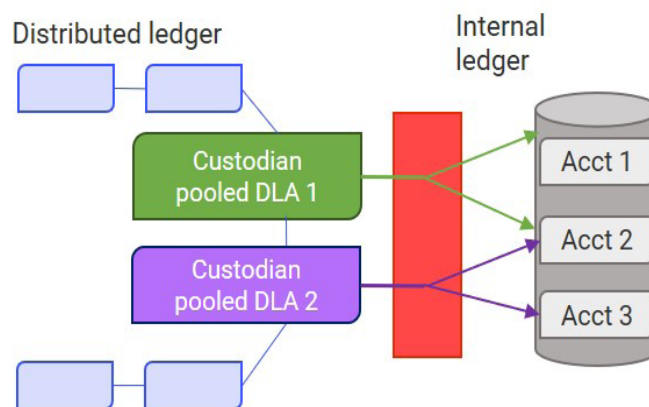 Distributed ledger
Internal
ledger
Custodian
pooled DLA 1
Custodian
pooled DLA 2
Acct 1
Acct 2
Acct 3